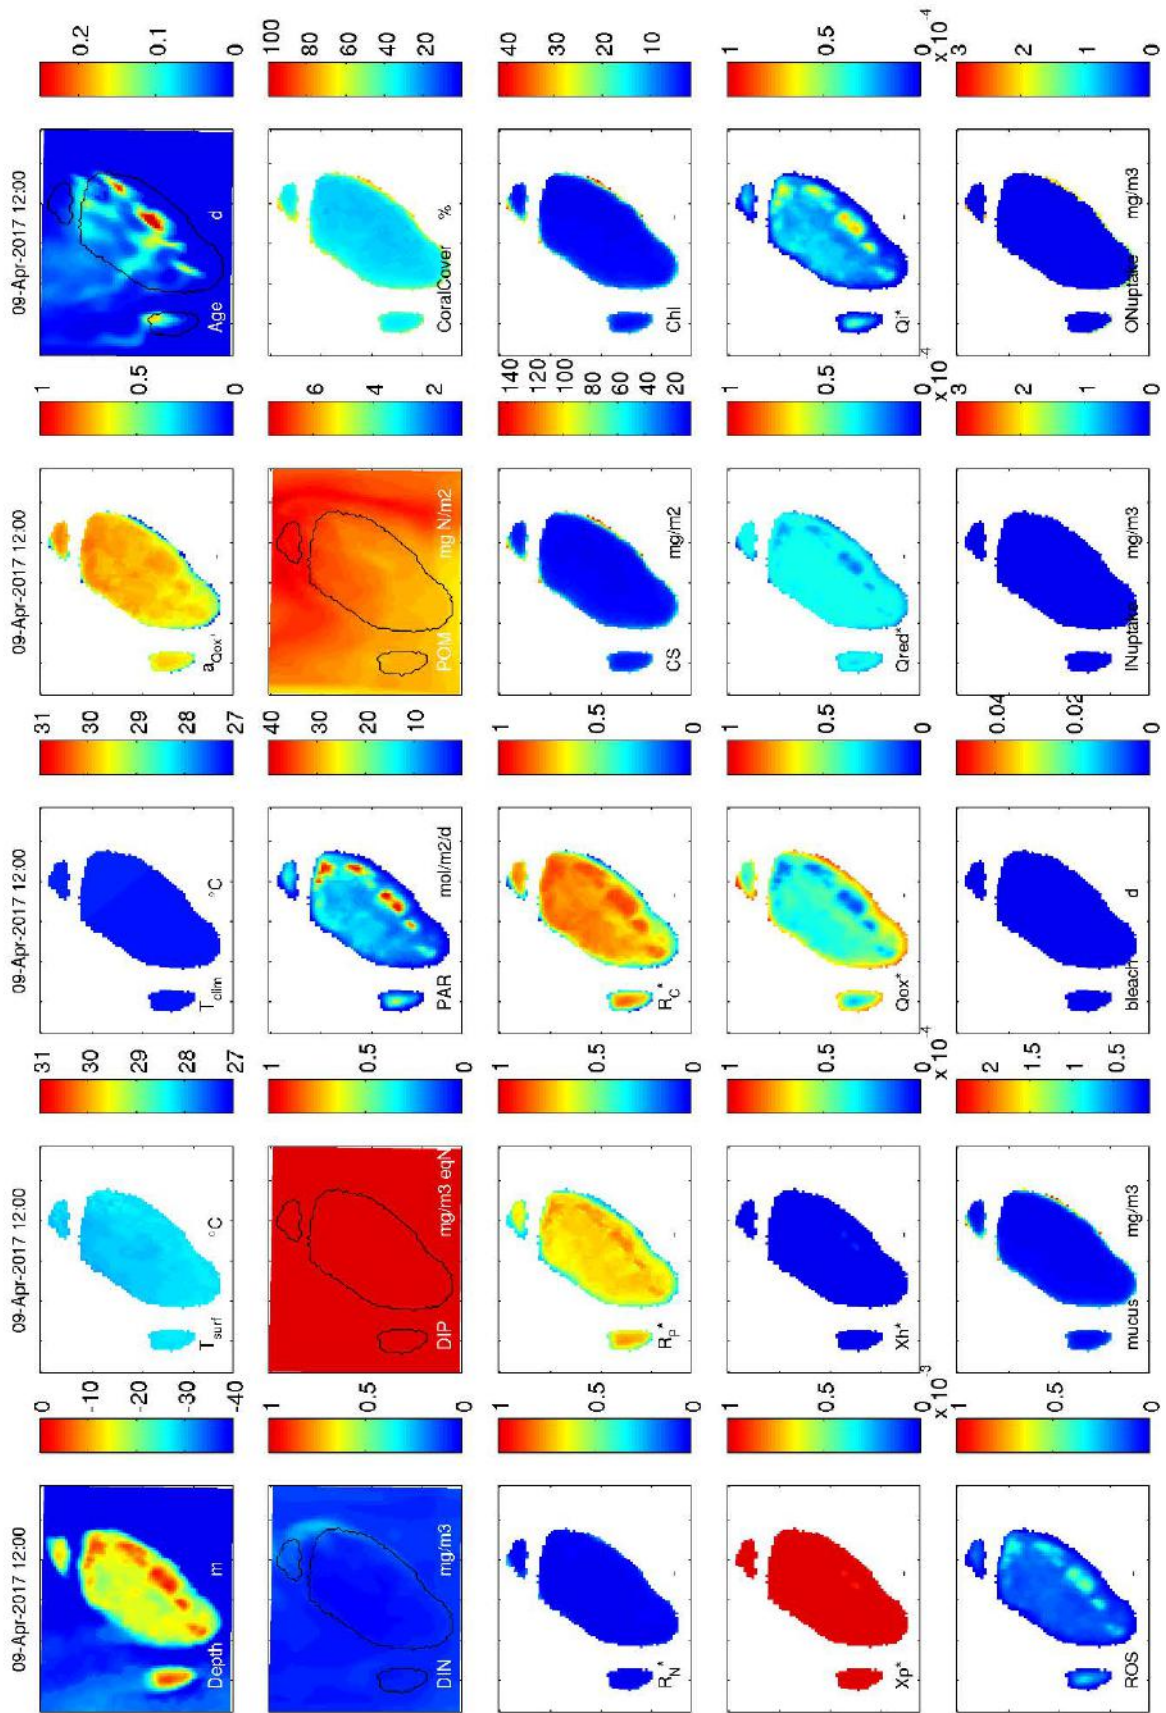 09-Apr-2017 12:00
Depth
m
0
-10
-20
-30
-40
09-Apr-2017 12:00
Tsurf
°C
31
30
29
28
27
09-Apr-2017 12:00
Tclim
°C
31
30
29
28
27
09-Apr-2017 12:00
aQox'
-
1
0.5
0
09-Apr-2017 12:00
Age
d
0.2
0.1
0
DIN
mg/m3
1
0.5
0
DIP
mg/m3 eqN
1
0.5
0
PAR
mol/m2/d
40
30
20
10
POM
mg N/m2
6
4
2
CoralCover
%
100
80
60
40
20
RN*
-
1
0.5
0
RP*
-
1
0.5
0
RC*
-
1
0.5
0
CS
mg/m2
140
120
100
80
60
40
20
Chl
-
40
30
20
10
Xp*
-
1
0.5
0
Xh*
-
1
0.5
0
Qox*
-
1
0.5
0
Qred*
-
1
0.5
0
Qi*
-
1
0.5
0
ROS
-
x 10-3
1
0.5
0
mucus
mg/m3
x 10-4
2
1.5
1
0.5
bleach
d
0.04
0.02
0
INuptake
mg/m3
x 10-4
3
2
1
0
ONuptake
mg/m3
x 10-4
3
2
1
0